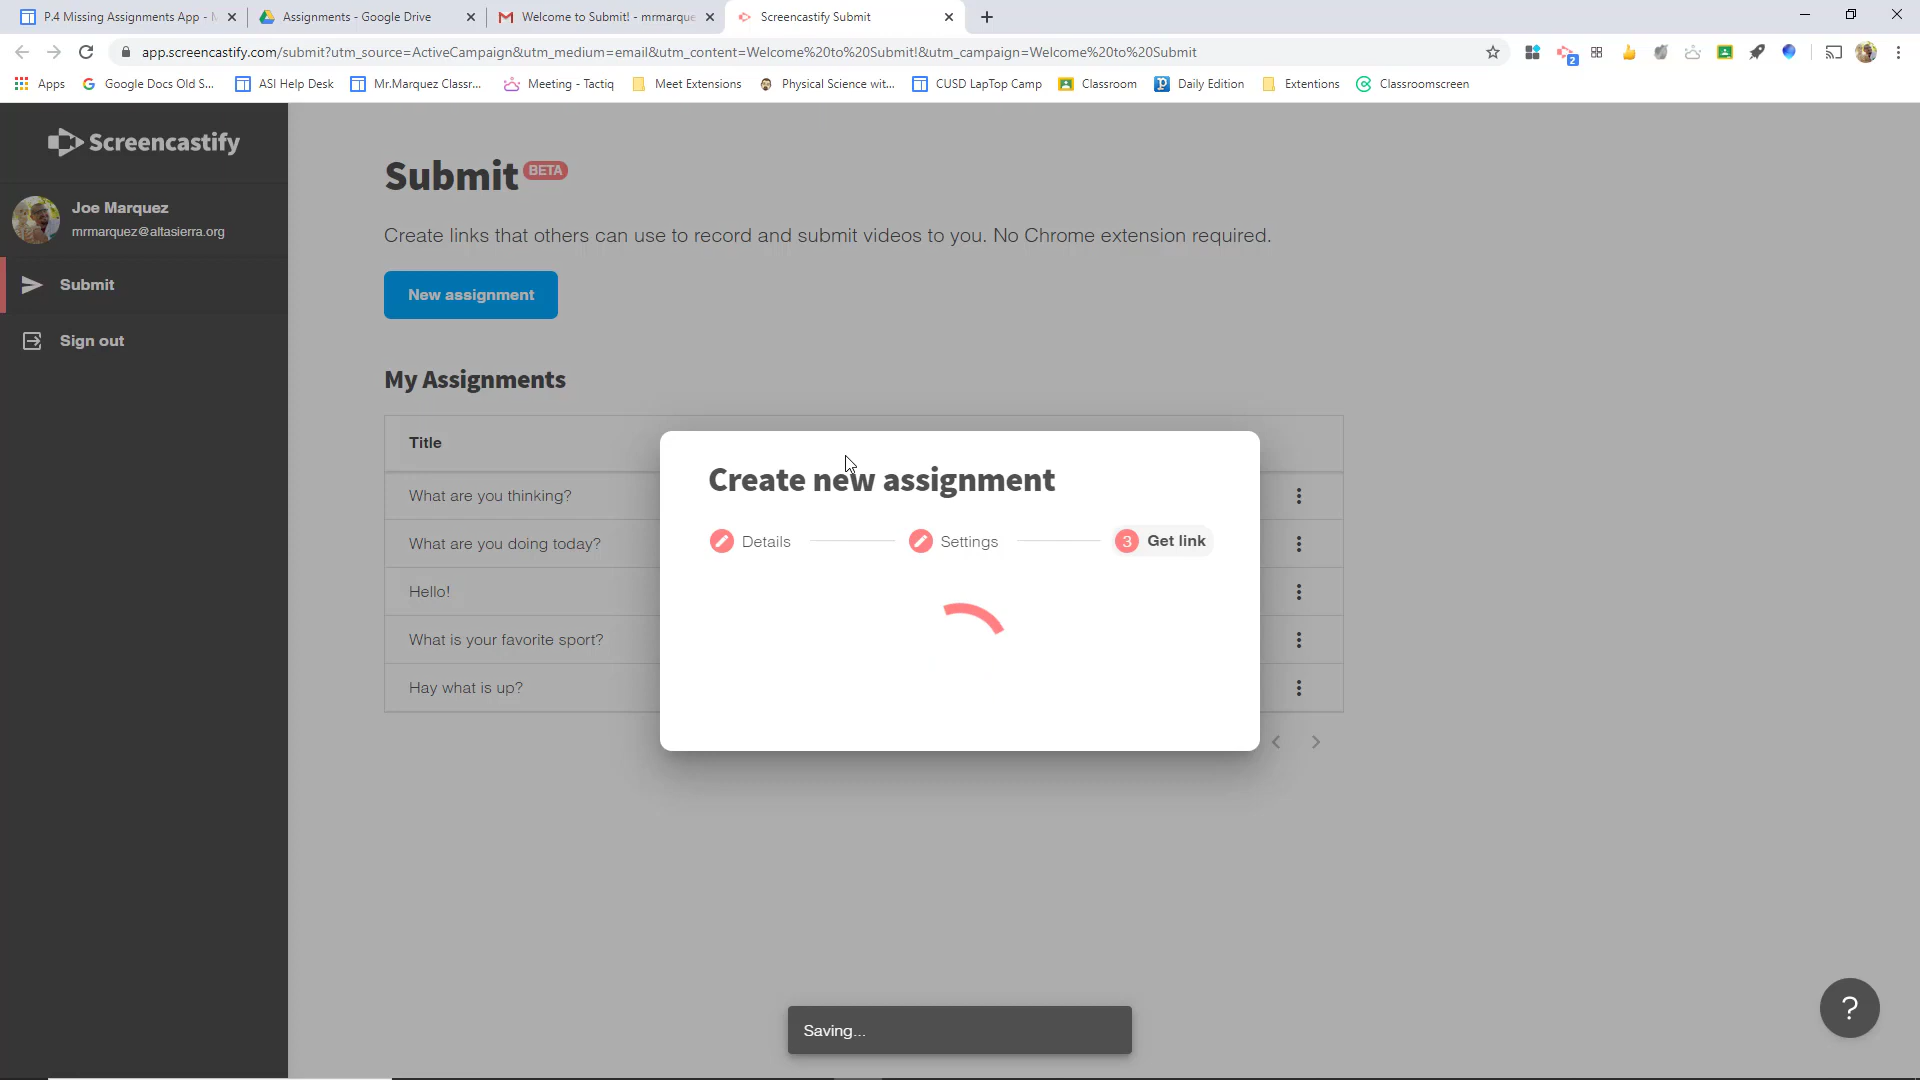 P.4 Missing Assignments App -
Assignments - Google Drive
Welcome to Submit! - mrmarque
Screencastify Submit
app.screencastify.com/submit?utm_source=ActiveCampaign&utm_medium=email&utm_content=Welcome%20to%20Submit!&utm_campaign=Welcome%20to%20Submit
2
Apps
Google Docs Old S...
ASI Help Desk
Mr.Marquez Classr...
Meeting - Tactiq
Meet Extensions
Physical Science wit...
CUSD LapTop Camp
Classroom
Daily Edition
Extentions
Classroomscreen
Screencastify
Joe Marquez
mrmarquez@altasierra.org
Submit
Sign out
Submit BETA
Create links that others can use to record and submit videos to you. No Chrome extension required.
New assignment
My Assignments
Title
What are you thinking?
What are you doing today?
Hello!
What is your favorite sport?
Hay what is up?
Create new assignment
Details
Settings
3 Get link
Saving...
?